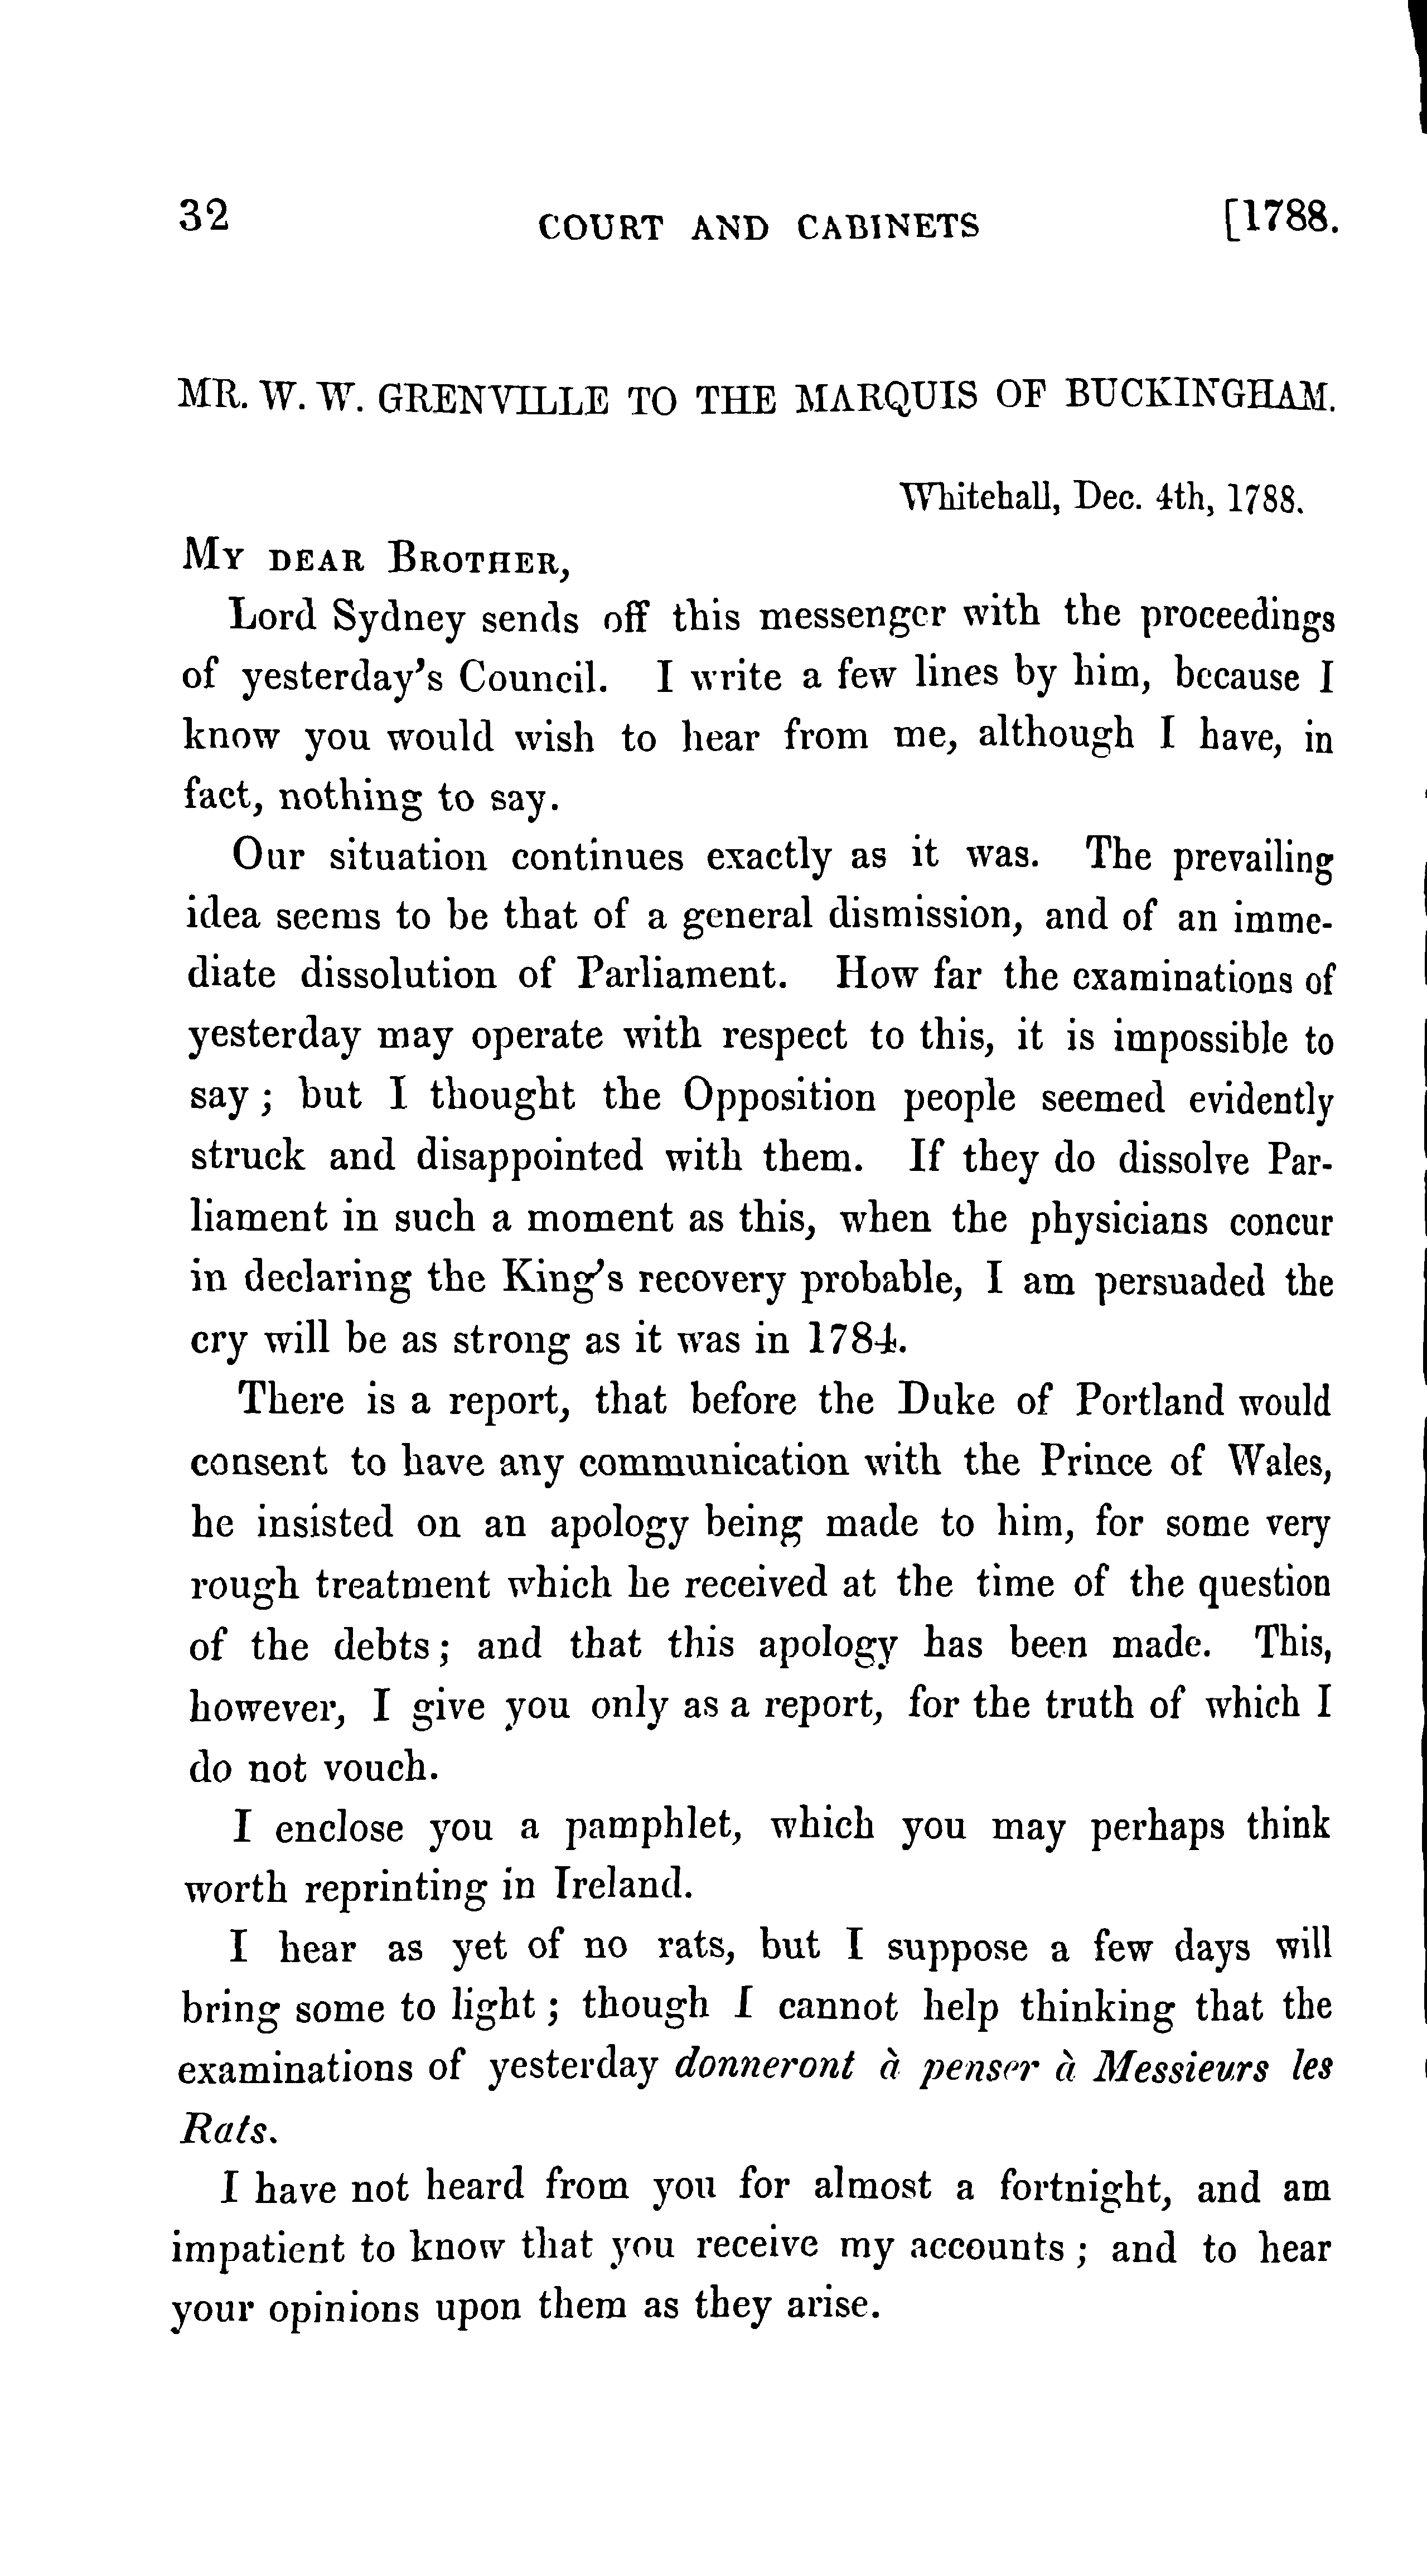 32
COURT AND CABINETS
[1788.
MR. W. W. GRENVILLE TO THE MARQUIS OF BUCKINGHAM.
Whitehall, Dec. 4th, 1788.
MY DEAR BROTHER,
Lord Sydney sends off this messenger with the proceedings
of yesterday's Council. I write a few lines by him, because I
know you would wish to hear from me, although I have, in
fact, nothing to say.
Our situation continues exactly as it was. The prevailing
idea seems to be that of a general dismission, and of an imme-
diate dissolution of Parliament. How far the examinations of
yesterday may operate with respect to this, it is impossible to
say; but I thought the Opposition people seemed evidently
struck and disappointed with them. If they do dissolve Par-
liament in such a moment as this, when the physicians concur
in declaring the King's recovery probable, I am persuaded the
cry will be as strong as it was in 1784.
There is a report, that before the Duke of Portland would
consent to have any communication with the Prince of Wales,
he insisted on an apology being made to him, for some very
rough treatment which he received at the time of the question
of the debts; and that this apology has been made. This,
however, I give you only as a report, for the truth of which I
do not vouch.
I enclose you a pamphlet, which you may perhaps think
worth reprinting in Ireland.
I hear as yet of no rats, but I suppose a few days will
bring some to light; though I cannot help thinking that the
examinations of yesterday donneront à penser à Messieurs les
Rats.
I have not heard from you for almost a fortnight, and am
impatient to know that you receive my accounts; and to hear
your opinions upon them as they arise.